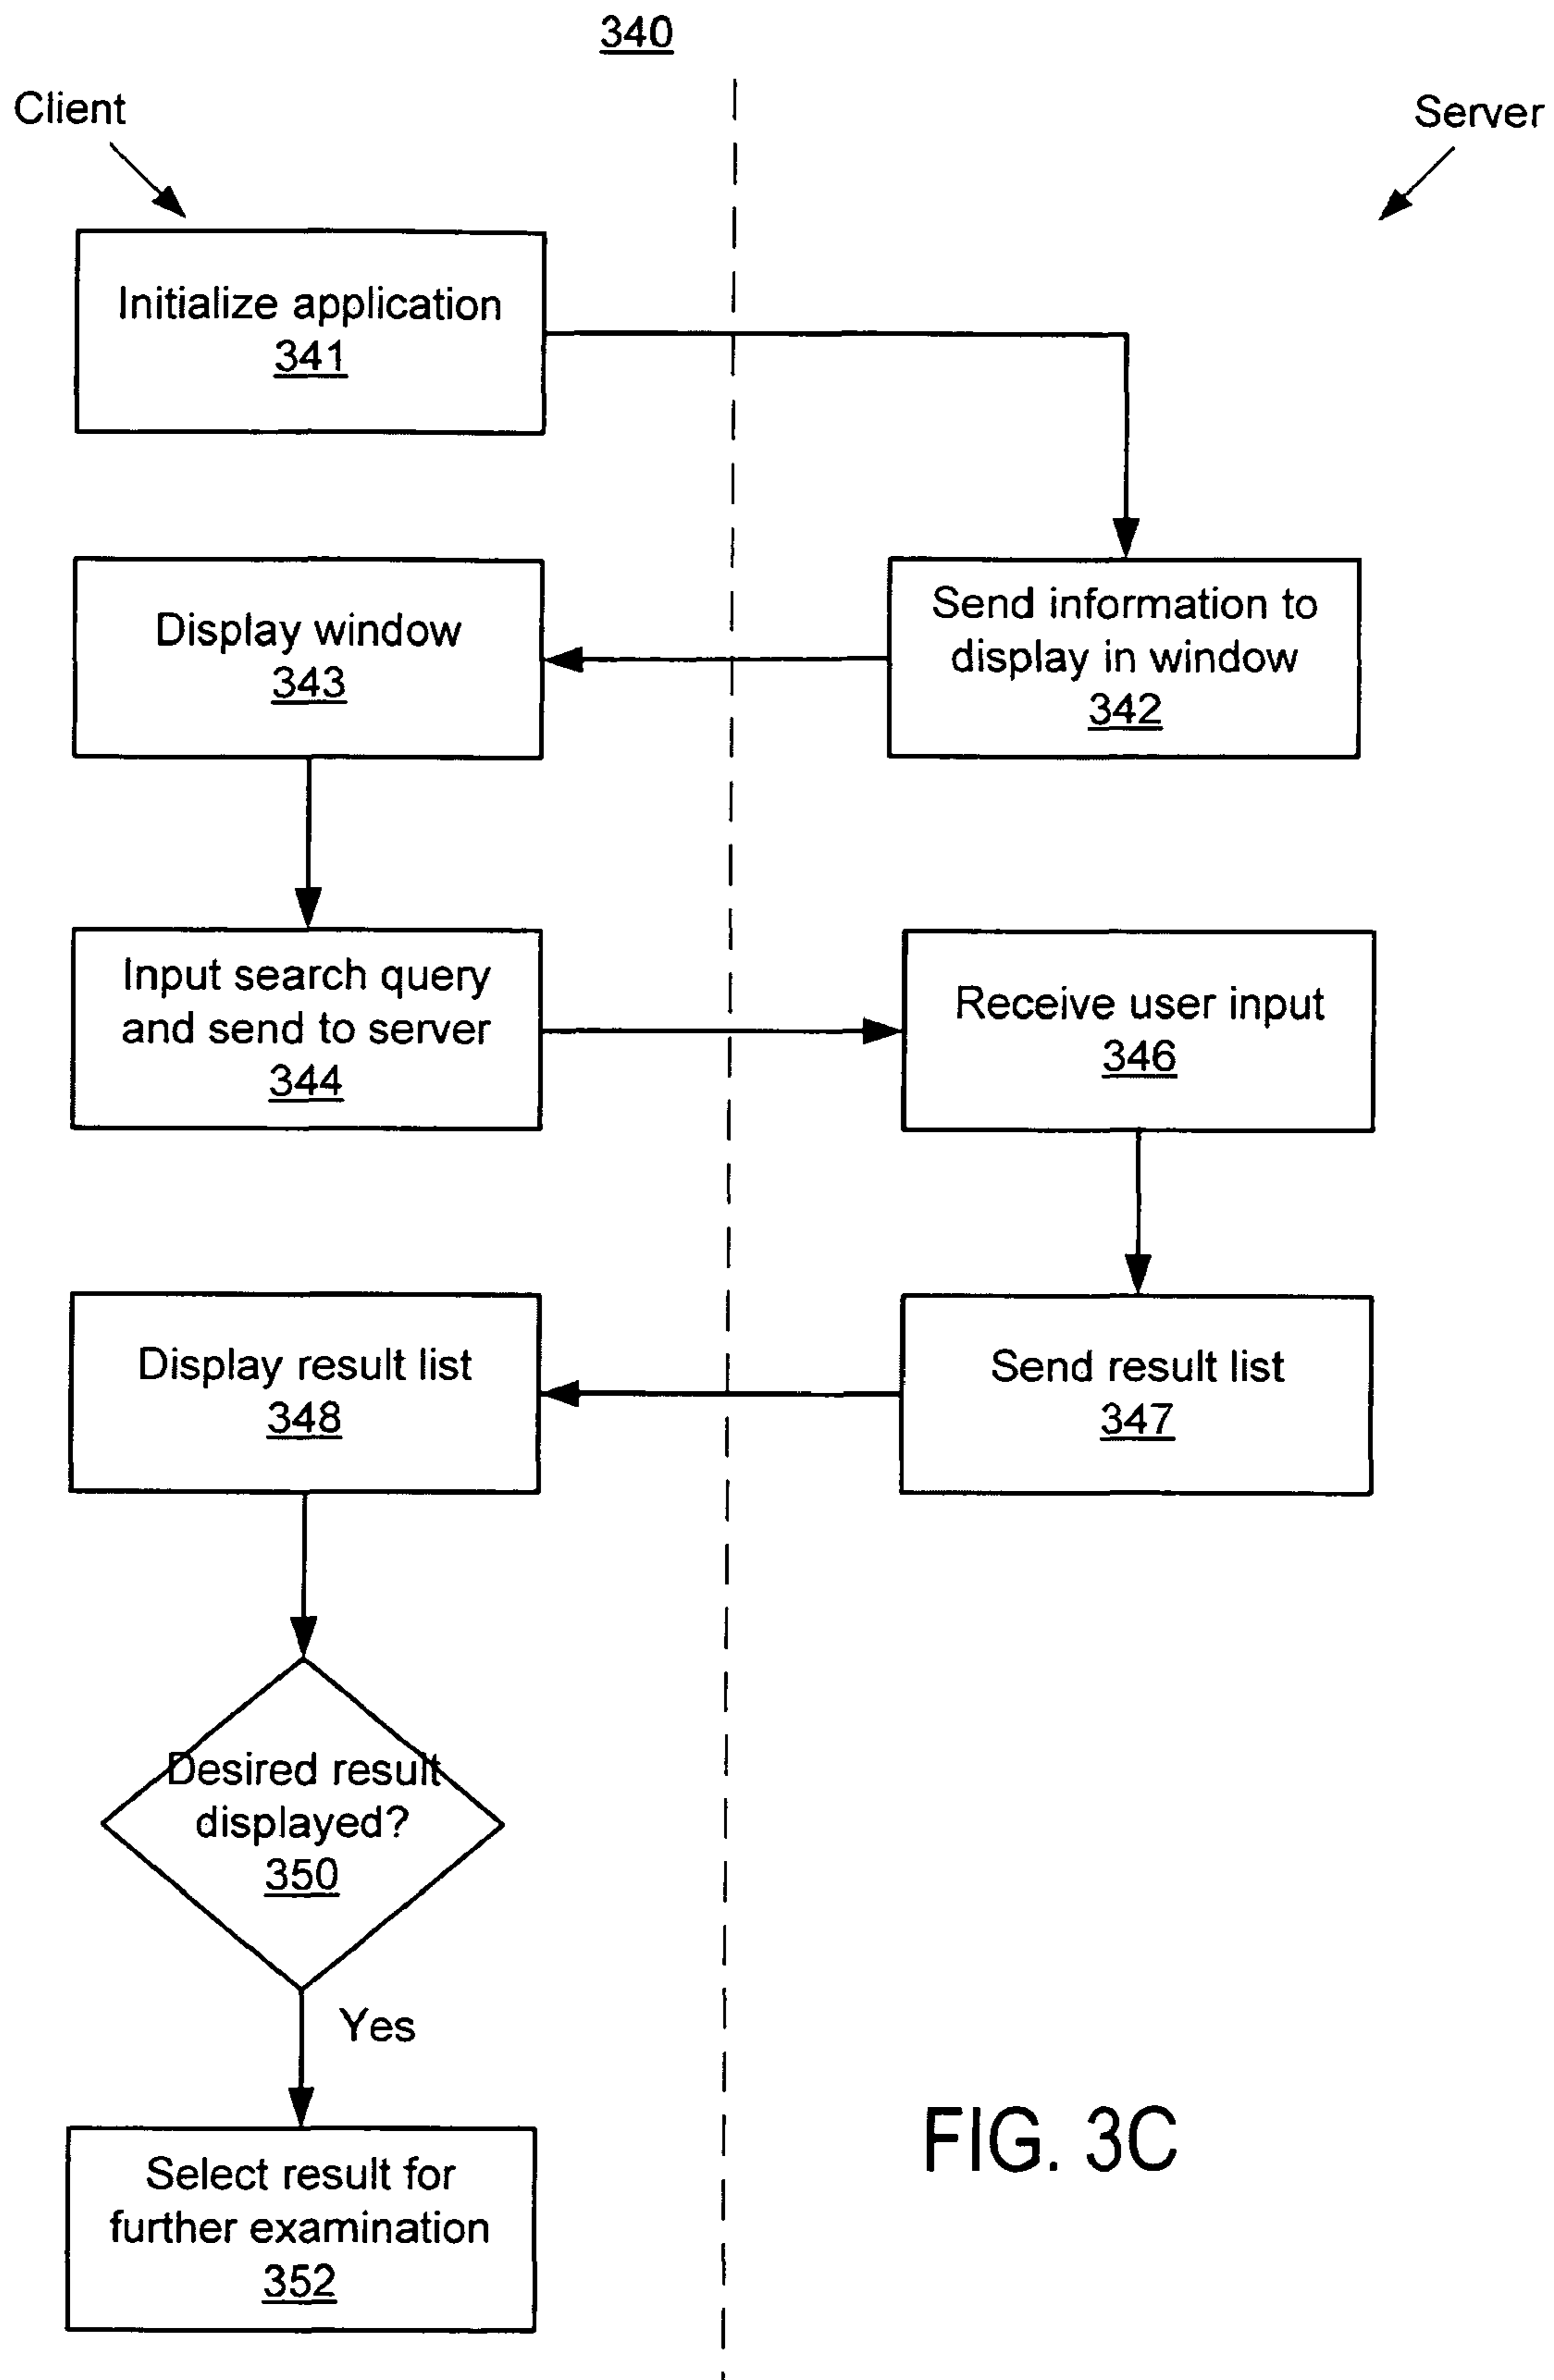 340
Client
Server
Initialize application
341
Send information to
display in window
342
Display window
343
Input search query
and send to server
344
Receive user input
346
Send result list
347
Display result list
348
Desired result
displayed?
350
Yes
Select result for
further examination
352
FIG. 3C